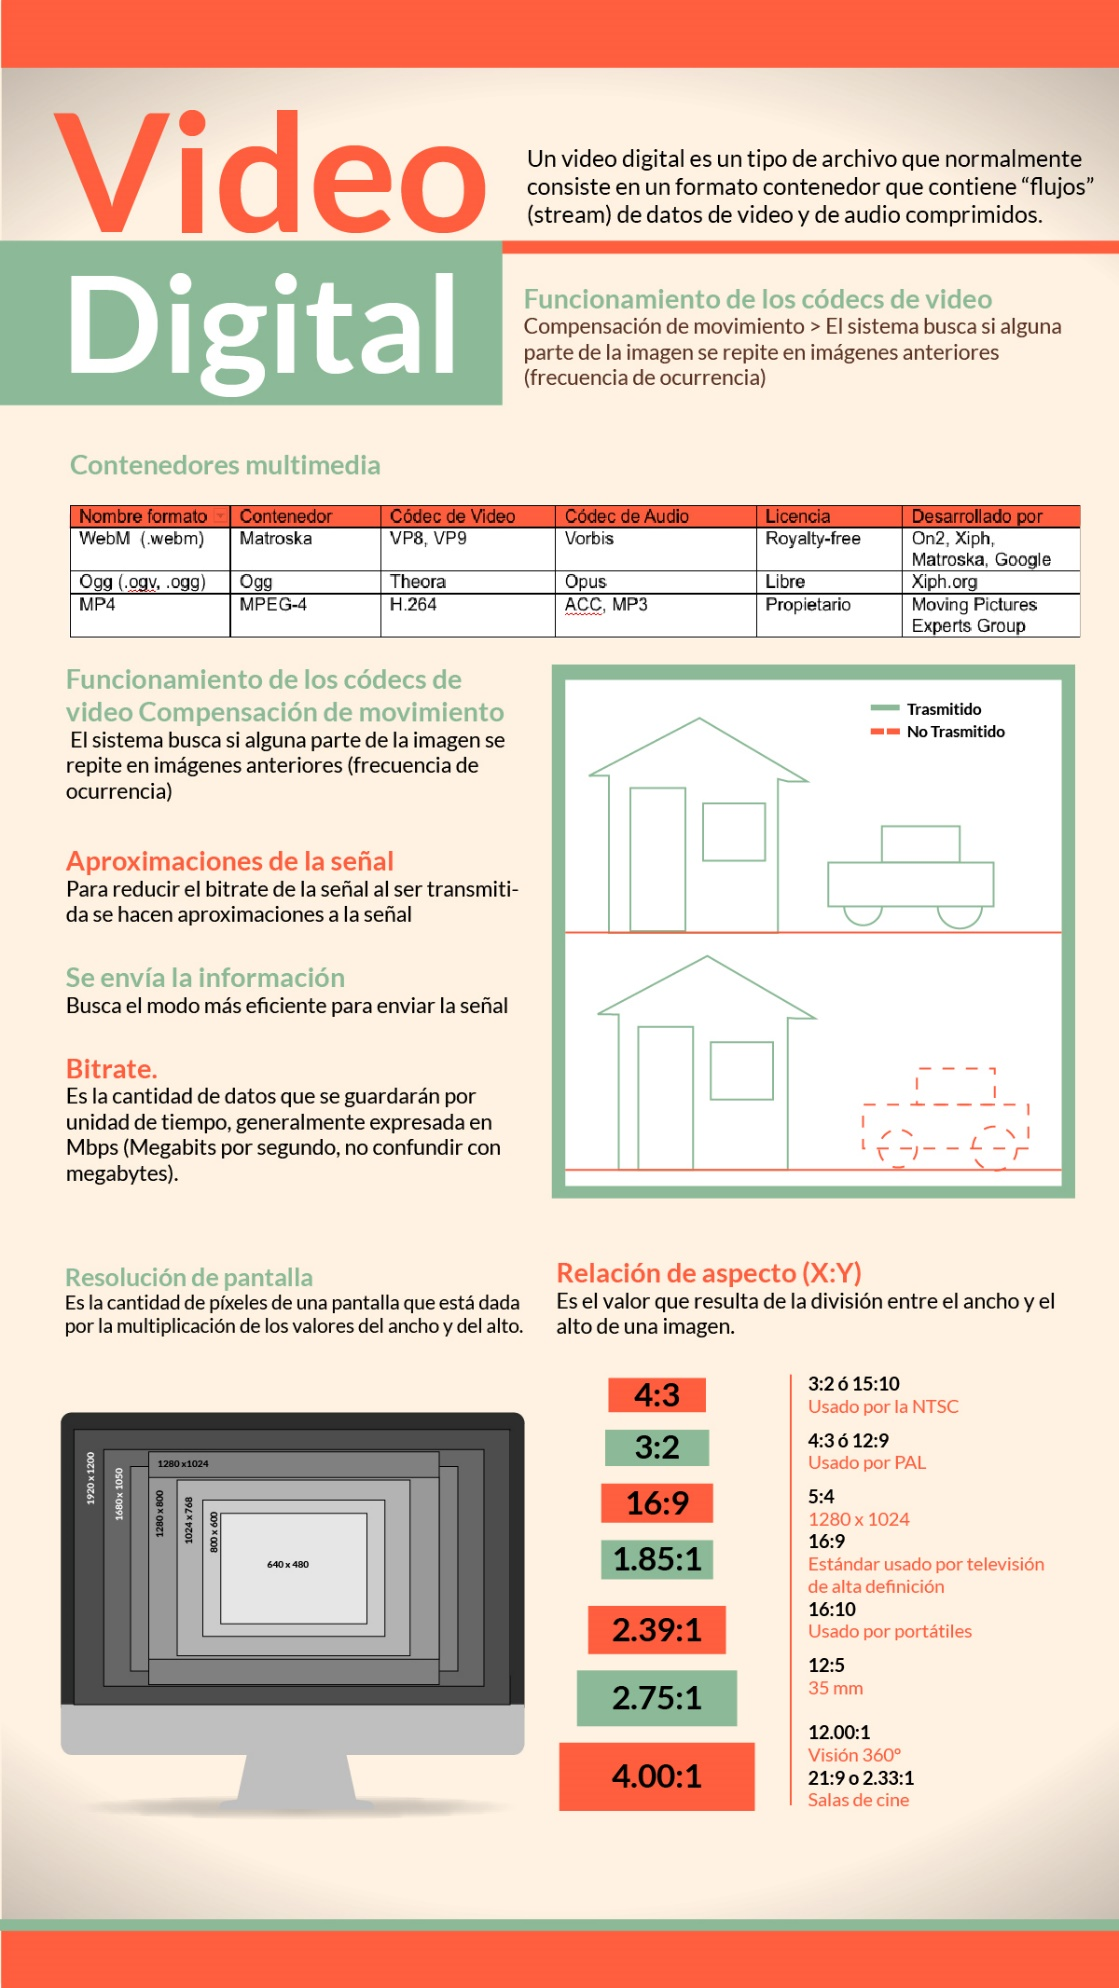 Video
Digital
Un video digital es un tipo de archivo que normalmente
consiste en un formato contenedor que contiene “flujos”
(stream) de datos de video y de audio comprimidos.
Funcionamiento de los códecs de video
Compensación de movimiento > El sistema busca si alguna
parte de la imagen se repite en imágenes anteriores
(frecuencia de ocurrencia)
Contenedores multimedia
Nombre formato Contenedor Códec de Video Códec de Audio Licencia Desarrollado por
WebM (.webm) Matroska VP8, VP9 Vorbis Royalty-free On2, Xiph,
Matroska, Google
Ogg (.ogv, .ogg) Ogg Theora Opus Libre Xiph.org
MP4 MPEG-4 H.264 ACC, MP3 Propietario Moving Pictures
Experts Group
Funcionamiento de los códecs de
video Compensación de movimiento
El sistema busca si alguna parte de la imagen se
repite en imágenes anteriores (frecuencia de
ocurrencia)
Aproximaciones de la señal
Para reducir el bitrate de la señal al ser transmiti-
da se hacen aproximaciones a la señal
Se envía la información
Busca el modo más eficiente para enviar la señal
Bitrate.
Es la cantidad de datos que se guardarán por
unidad de tiempo, generalmente expresada en
Mbps (Megabits por segundo, no confundir con
megabytes).
Trasmitido
No Trasmitido
Resolución de pantalla
Es la cantidad de píxeles de una pantalla que está dada
por la multiplicación de los valores del ancho y del alto.
1920 x 1200
1680 x 1050
1280 x1024
1280 x 800
1024 x 768
800 x 600
640 x 480
Relación de aspecto (X:Y)
Es el valor que resulta de la división entre el ancho y el
alto de una imagen.
4:3
3:2
16:9
1.85:1
2.39:1
2.75:1
4.00:1
3:2 ó 15:10
Usado por la NTSC
4:3 ó 12:9
Usado por PAL
5:4
1280 x 1024
16:9
Estándar usado por televisión
de alta definición
16:10
Usado por portátiles
12:5
35 mm
12.00:1
Visión 360º
21:9 o 2.33:1
Salas de cine